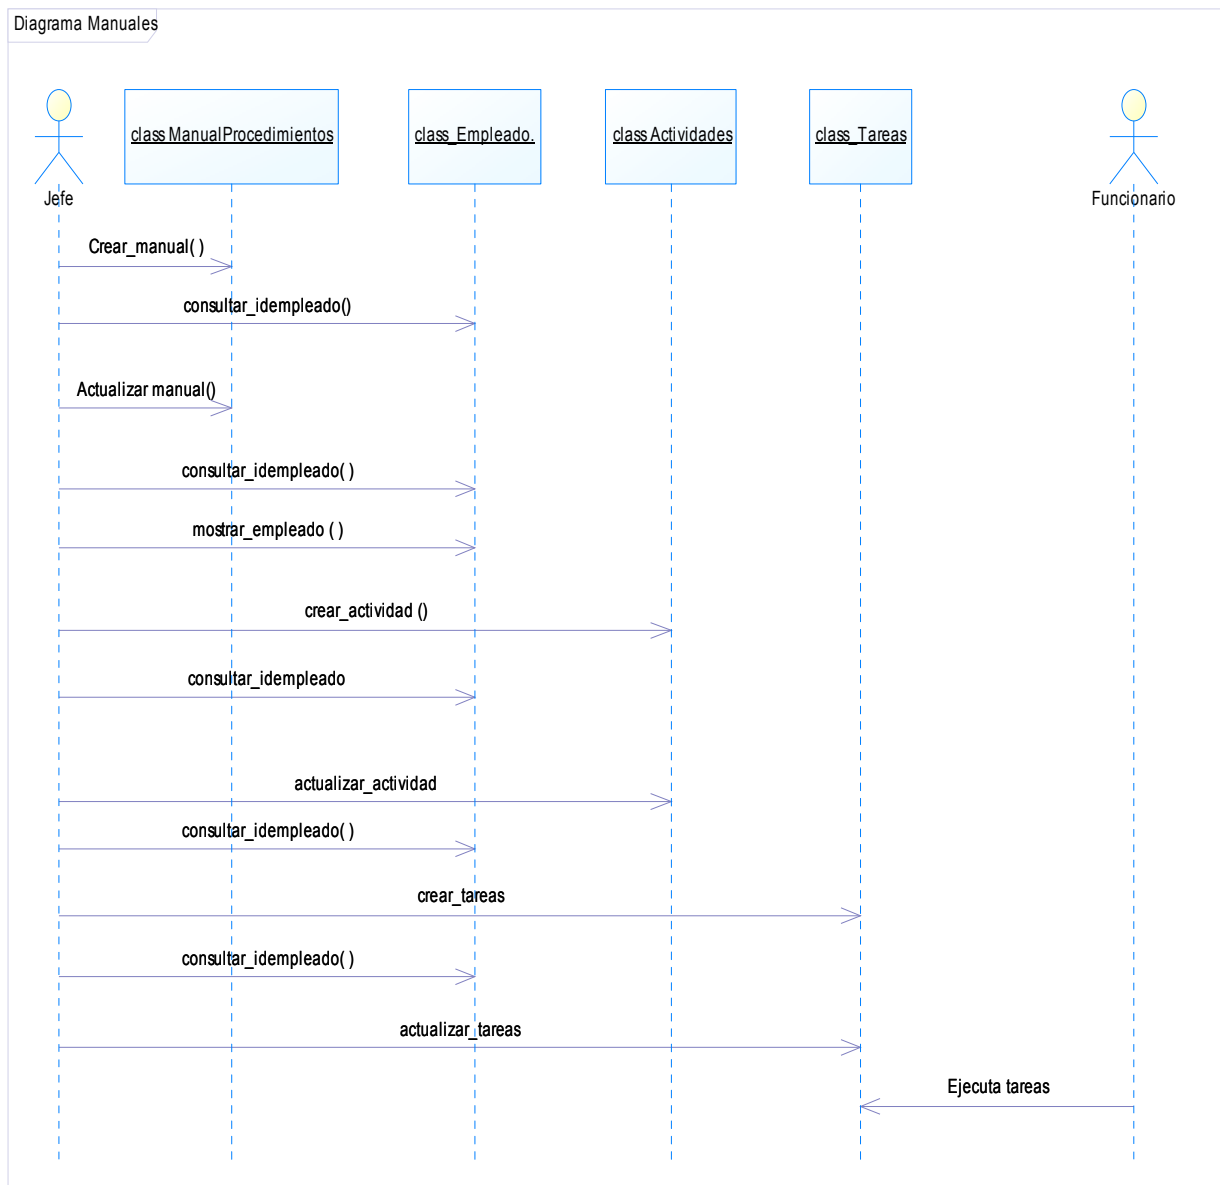 Diagrama Manuales
class ManualProcedimientos
class_Empleado.
class Actividades
class_Tareas
Jefe
Funcionario
Crear_manual( )
consultar_idempleado()
Actualizar manual()
consultar_idempleado( )
mostrar_empleado ( )
crear_actividad ()
consultar_idempleado
actualizar_actividad
consultar_idempleado( )
crear_tareas
consultar_idempleado( )
actualizar_tareas
Ejecuta tareas